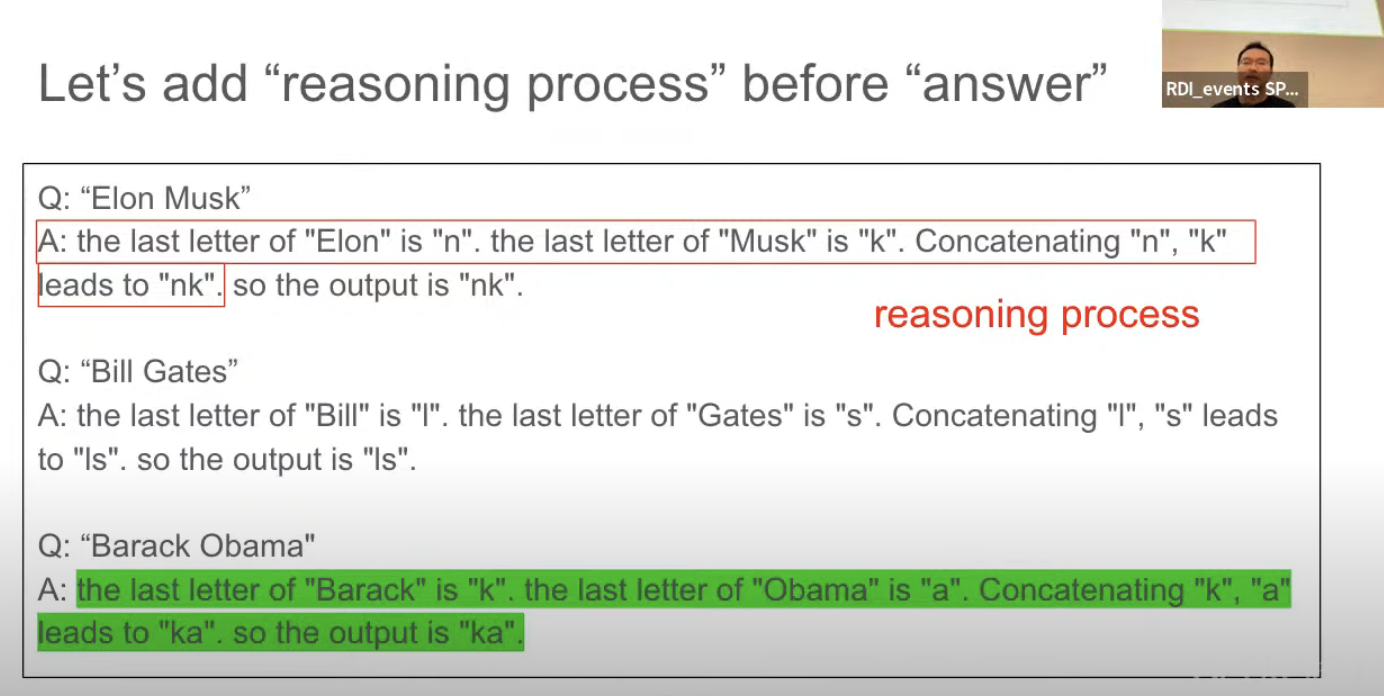 Let’s add “reasoning process” before “answer”
RDI_events SP...
Q: “Elon Musk”
A: the last letter of "Elon" is "n". the last letter of "Musk" is "k". Concatenating "n", "k"
leads to "nk". so the output is "nk".
reasoning process
Q: “Bill Gates”
A: the last letter of "Bill" is "l". the last letter of "Gates" is "s". Concatenating "l", "s" leads
to "ls". so the output is "ls".
Q: “Barack Obama"
A: the last letter of "Barack" is "k". the last letter of "Obama" is "a". Concatenating "k", "a"
leads to "ka". so the output is "ka".